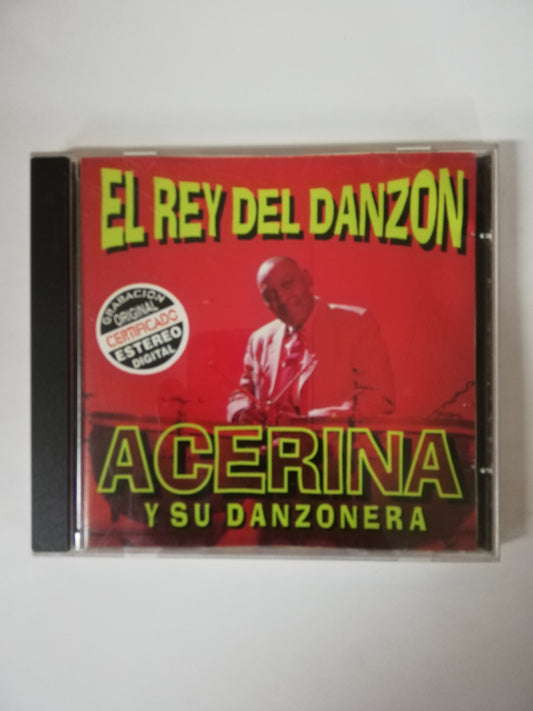 EL REY DEL DANZON
GRABACION
ORIGINAL
CERTIFICADO
ESTEREO
DIGITAL
ACERINA
Y SU DANZONERA